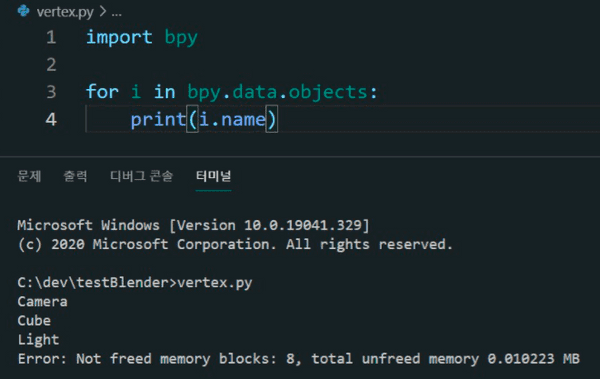 vertex.py > ...
1 import bpy
2
3 for i in bpy.data.objects:
4     print(i.name)
문제 출력 디버그 콘솔 터미널
Microsoft Windows [Version 10.0.19041.329]
(c) 2020 Microsoft Corporation. All rights reserved.
C:\dev\testBlender>vertex.py
Camera
Cube
Light
Error: Not freed memory blocks: 8, total unfreed memory 0.010223 MB